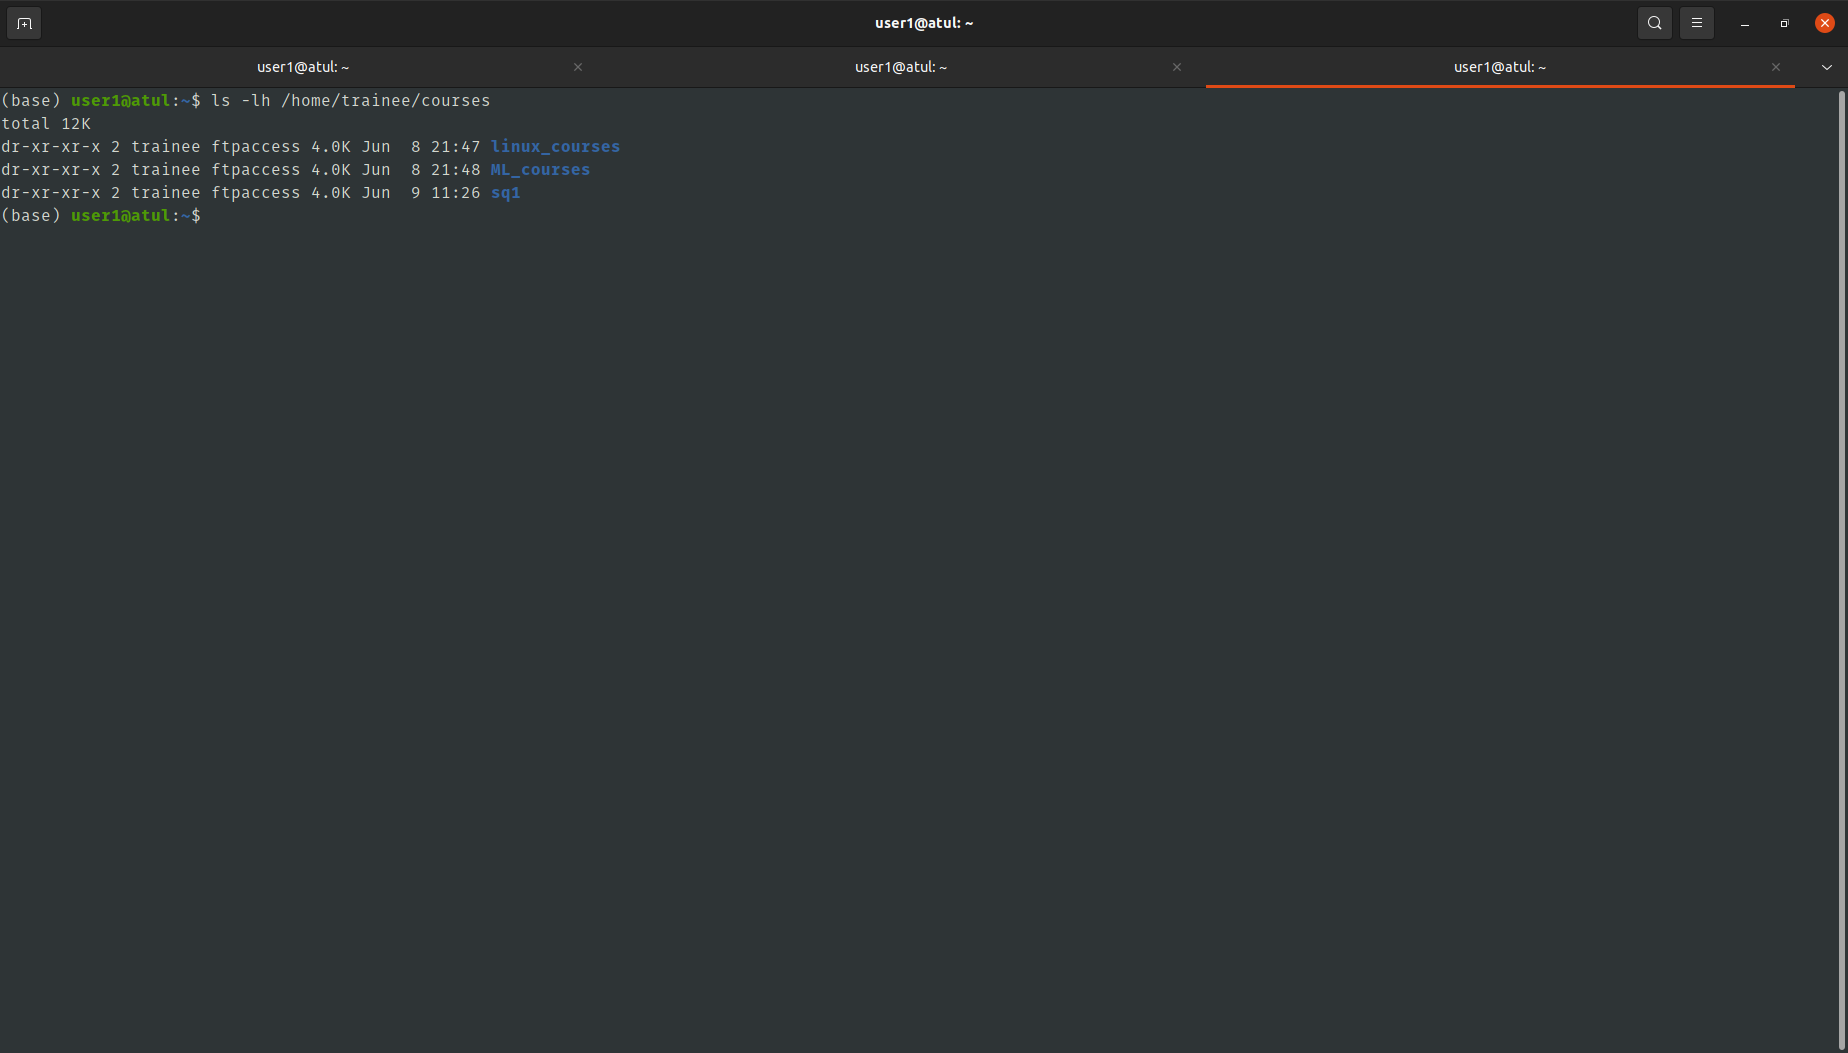 user1@atul: ~
user1@atul: ~
user1@atul: ~
user1@atul: ~
(base) user1@atul:~$ ls -lh /home/trainee/courses
total 12K
dr-xr-xr-x 2 trainee ftpaccess 4.0K Jun  8 21:47 linux_courses
dr-xr-xr-x 2 trainee ftpaccess 4.0K Jun  8 21:48 ML_courses
dr-xr-xr-x 2 trainee ftpaccess 4.0K Jun  9 11:26 sq1
(base) user1@atul:~$